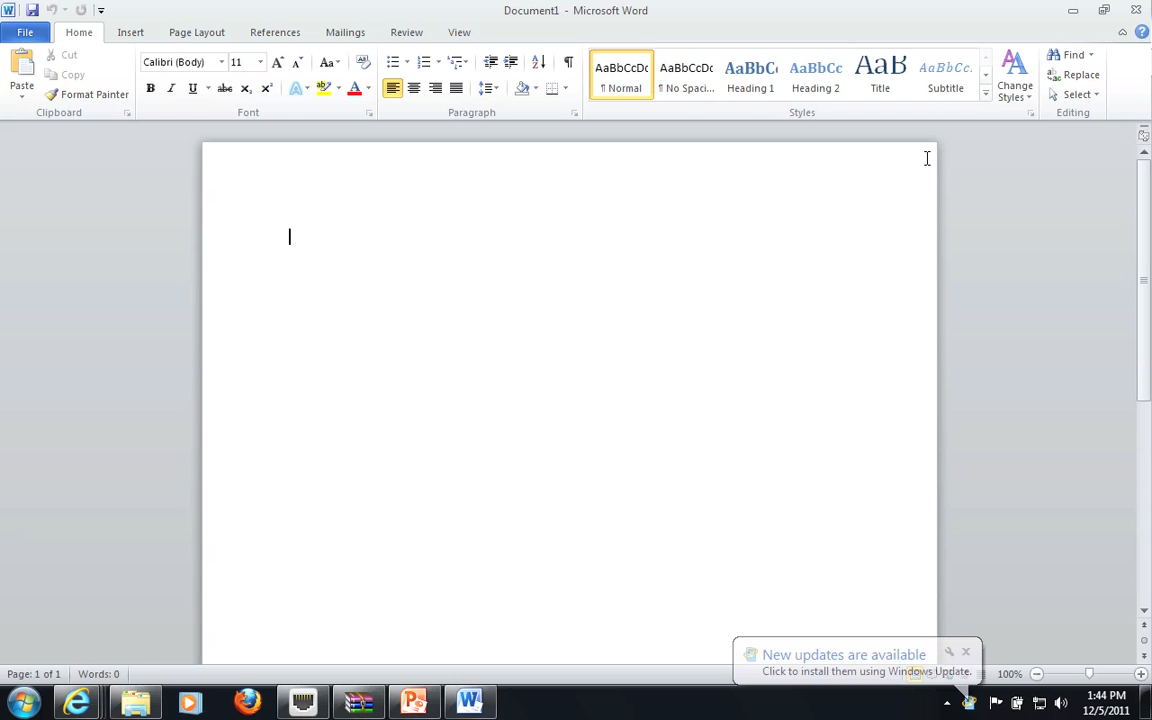 Document1 - Microsoft Word
File Home Insert Page Layout References Mailings Review View
Paste
Cut
Copy
Format Painter
Clipboard
Calibri (Body) 11
Font
Paragraph
AaBbCcDc AaBbCcDc AaBbC AaBbCc AaB AaBbCc.
¶ Normal ¶ No Spaci... Heading 1 Heading 2 Title Subtitle
Change
Styles
Styles
Find
Replace
Select
Editing
New updates are available
Click to install them using Windows Update.
Page: 1 of 1 Words: 0 100%
1:44 PM
12/5/2011